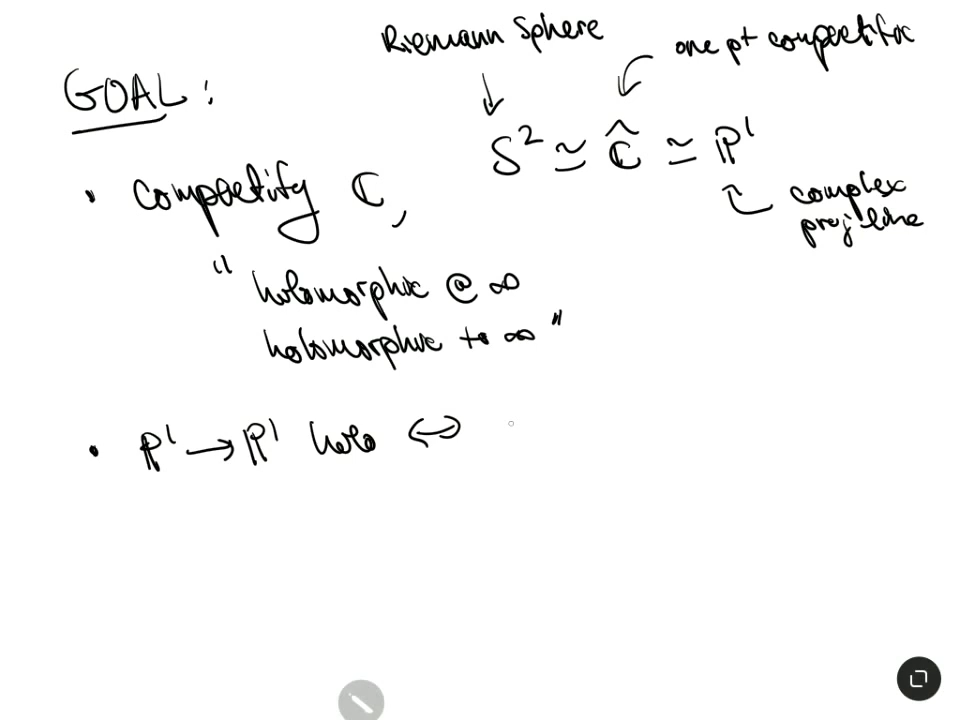 Riemann Sphere
one pt compactific
GOAL:
S² ≃ Ĉ ≃ ℙ¹
• Compactify ℂ,
complex
proj line
" holomorphic @ ∞
holomorphic to ∞ "
• ℙ¹ → ℙ¹ holo ⇔